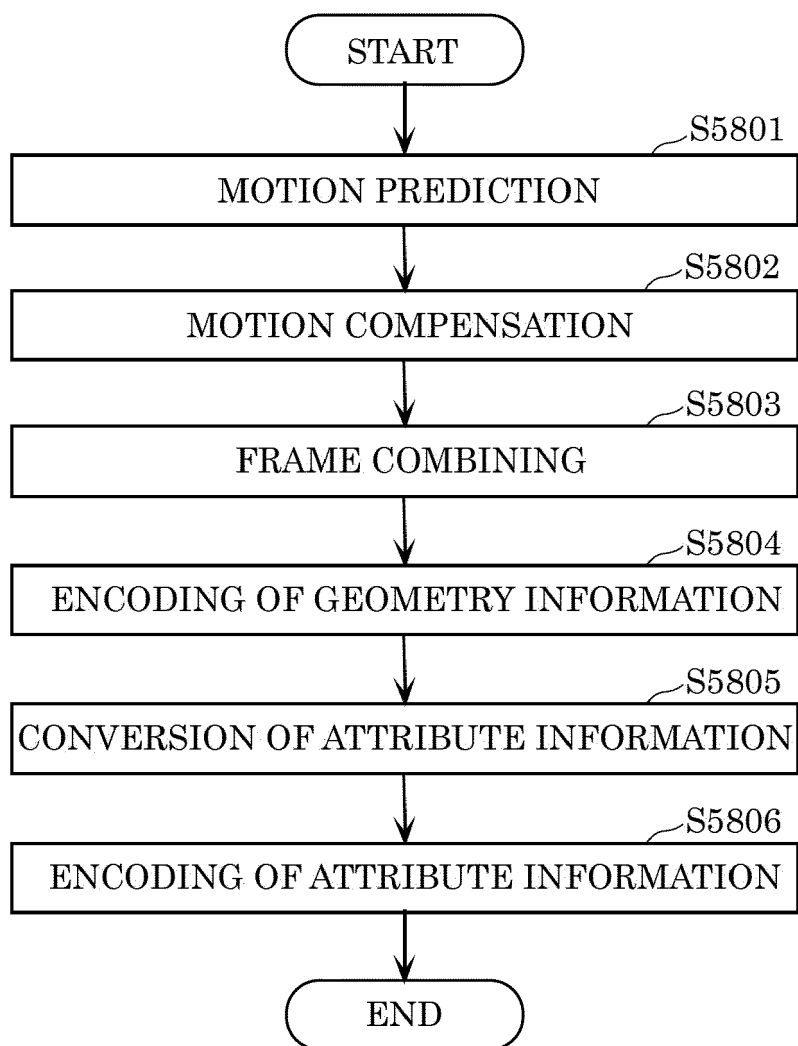 START
S5801
MOTION PREDICTION
S5802
MOTION COMPENSATION
S5803
FRAME COMBINING
S5804
ENCODING OF GEOMETRY INFORMATION
S5805
CONVERSION OF ATTRIBUTE INFORMATION
S5806
ENCODING OF ATTRIBUTE INFORMATION
END